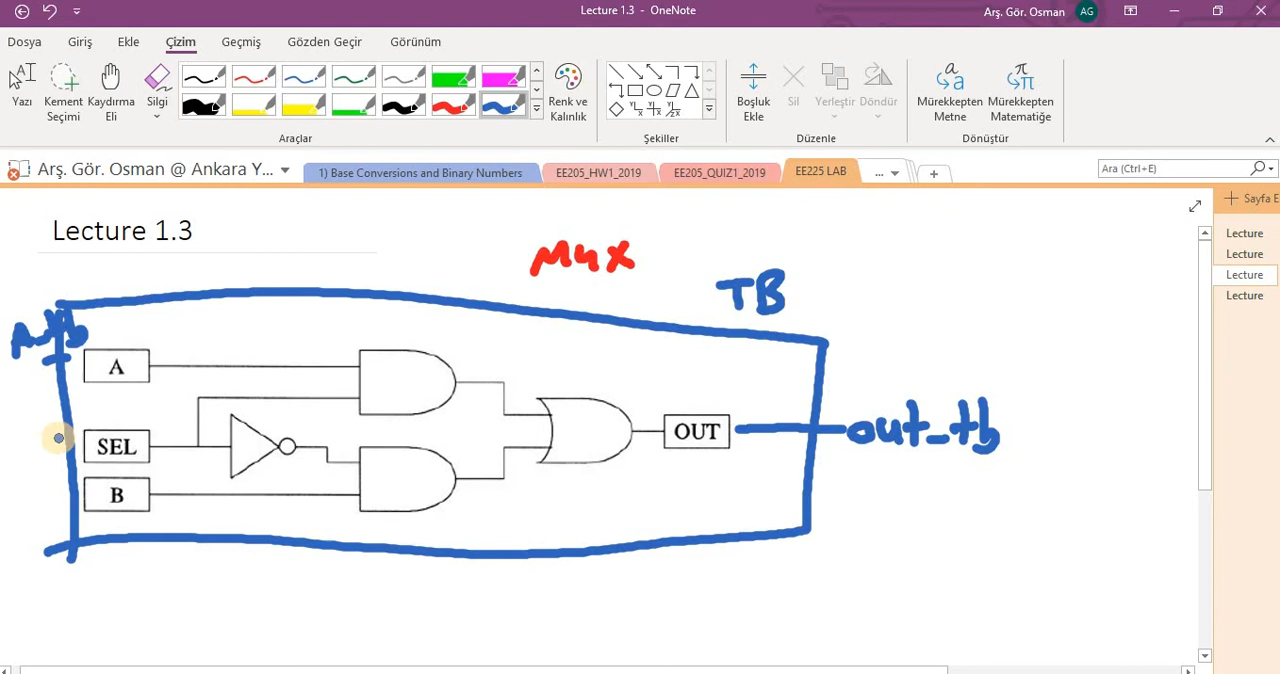 Lecture 1.3 - OneNote
Arş. Gör. Osman AG
Dosya Giriş Ekle Çizim Geçmiş Gözden Geçir Görünüm
Yazı Kement Seçimi Kaydırma Eli Silgi
Renk ve Kalınlık
Boşluk Ekle Sil Yerleştir Döndür
Mürekkepten Metne Mürekkepten Matematiğe
Araçlar Şekiller Düzenle Dönüştür
Arş. Gör. Osman @ Ankara Y... 1) Base Conversions and Binary Numbers EE205_HW1_2019 EE205_QUIZ1_2019 EE225 LAB ... Ara (Ctrl+E)
Sayfa E
Lecture
Lecture
Lecture
Lecture
Lecture 1.3
Mux
TB
A
SEL
B
OUT
out_tb